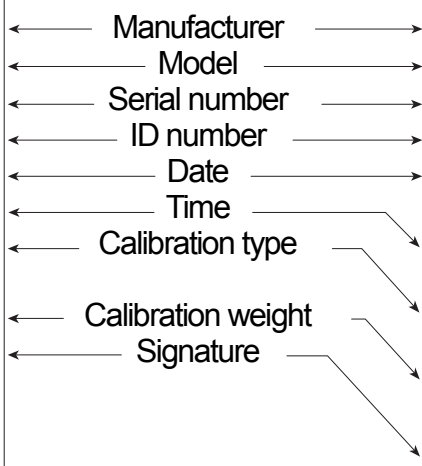 Manufacturer
Model
Serial number
ID number
Date
Time
Calibration type
Calibration weight
Signature